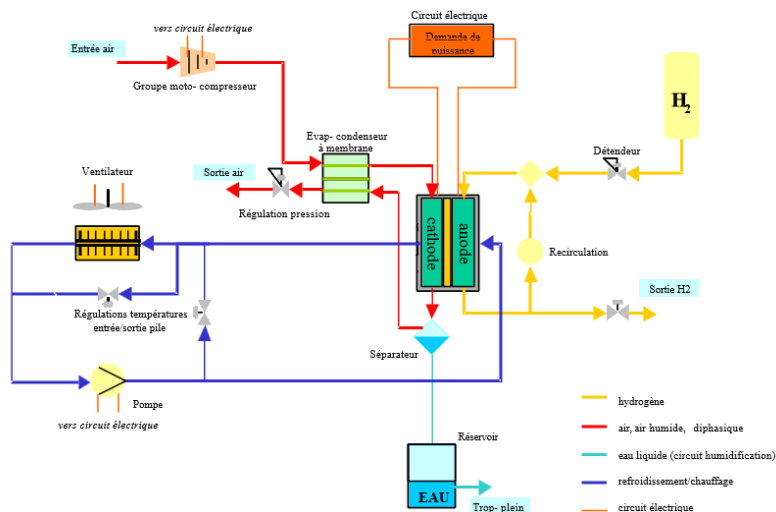 Circuit électrique
verz circuit électrique
Demande de
puissance
Entrée air
H2
Groupe moto- compresseur
Evap- condenseur
à membrane
Détendeur
Ventilateur
Sortie air
Régulation pression
cathode
anode
Recirculation
Sortie H2
Régulations températures
entrée/sortie pile
Séparateur
Pompe
verz circuit électrique
hydrogène
air, air humide, diphasique
Réservoir
eau liquide (circuit humidification)
EAU
refroidissement/chauffage
Trop- plein
circuit électrique